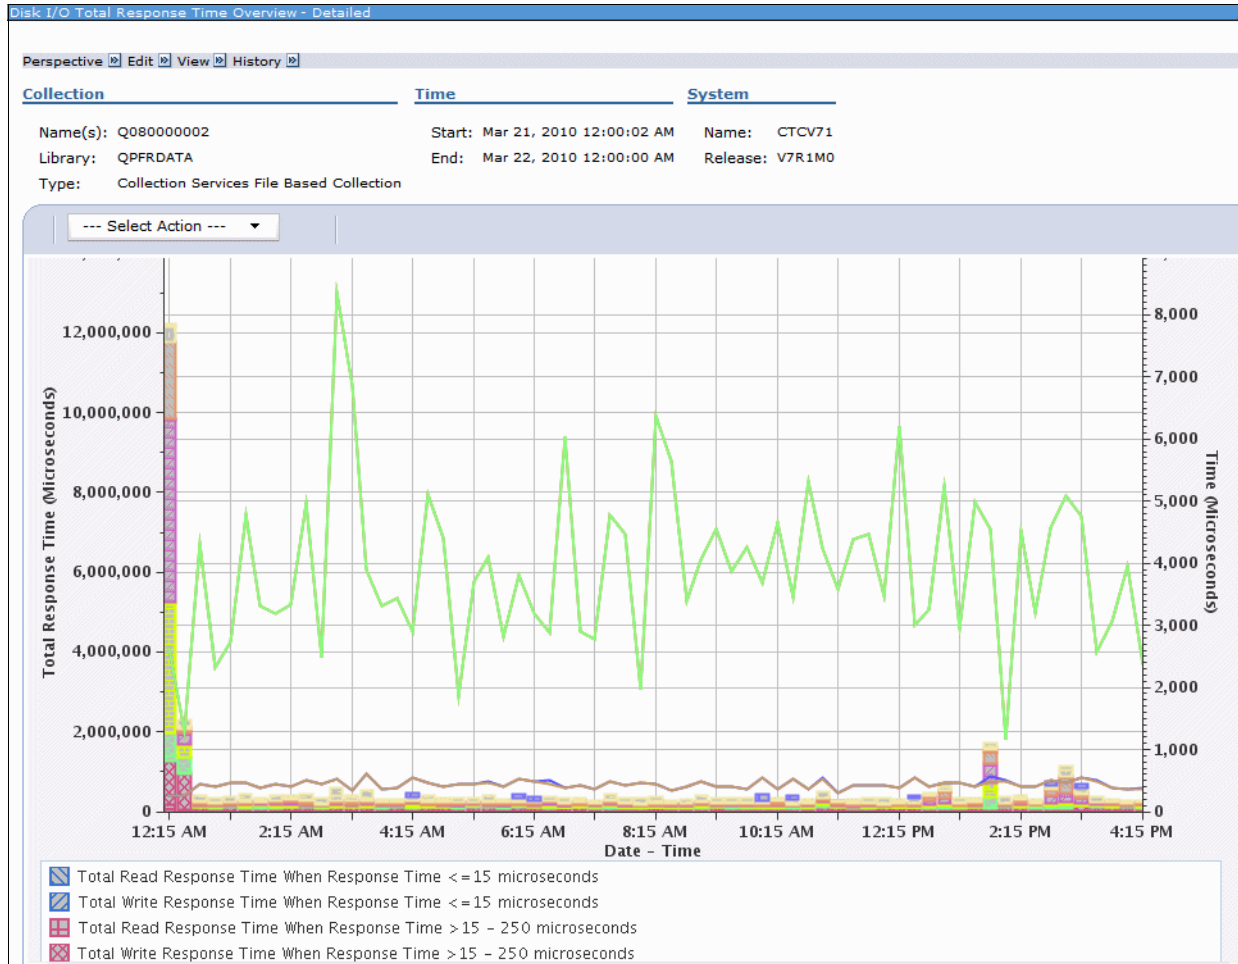 Disk I/O Total Response Time Overview - Detailed
Perspective Edit View History
Collection Time System
Name(s): Q080000002 Start: Mar 21, 2010 12:00:02 AM Name: CTCV71
Library: QPFRDATA End: Mar 22, 2010 12:00:00 AM Release: V7R1M0
Type: Collection Services File Based Collection
--- Select Action ---
Total Response Time (Microseconds)
12,000,000
10,000,000
8,000,000
6,000,000
4,000,000
2,000,000
0
8,000
7,000
6,000
5,000
4,000
3,000
2,000
1,000
0
Time (Microseconds)
12:15 AM 2:15 AM 4:15 AM 6:15 AM 8:15 AM 10:15 AM 12:15 PM 2:15 PM 4:15 PM
Date - Time
Total Read Response Time When Response Time <=15 microseconds
Total Write Response Time When Response Time <=15 microseconds
Total Read Response Time When Response Time >15 - 250 microseconds
Total Write Response Time When Response Time >15 - 250 microseconds